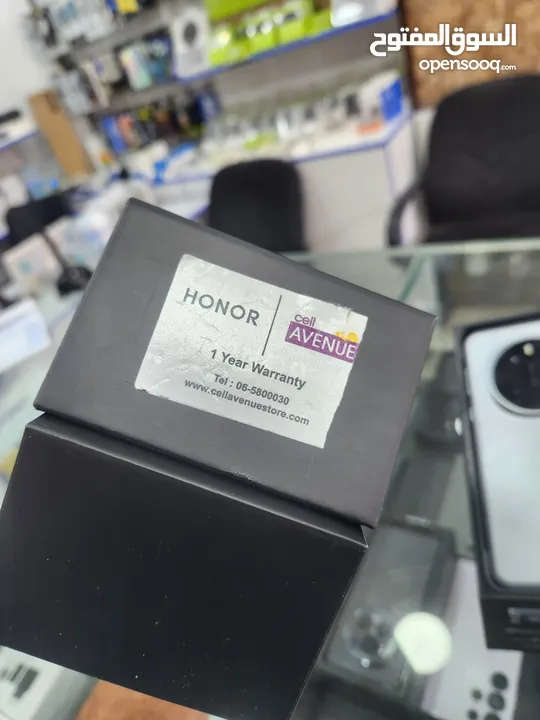 السوق المفتوح
opensooq.com
HONOR
cell
AVENUE
1 Year Warranty
Tel : 06-5800030
www.cellavenuestore.com